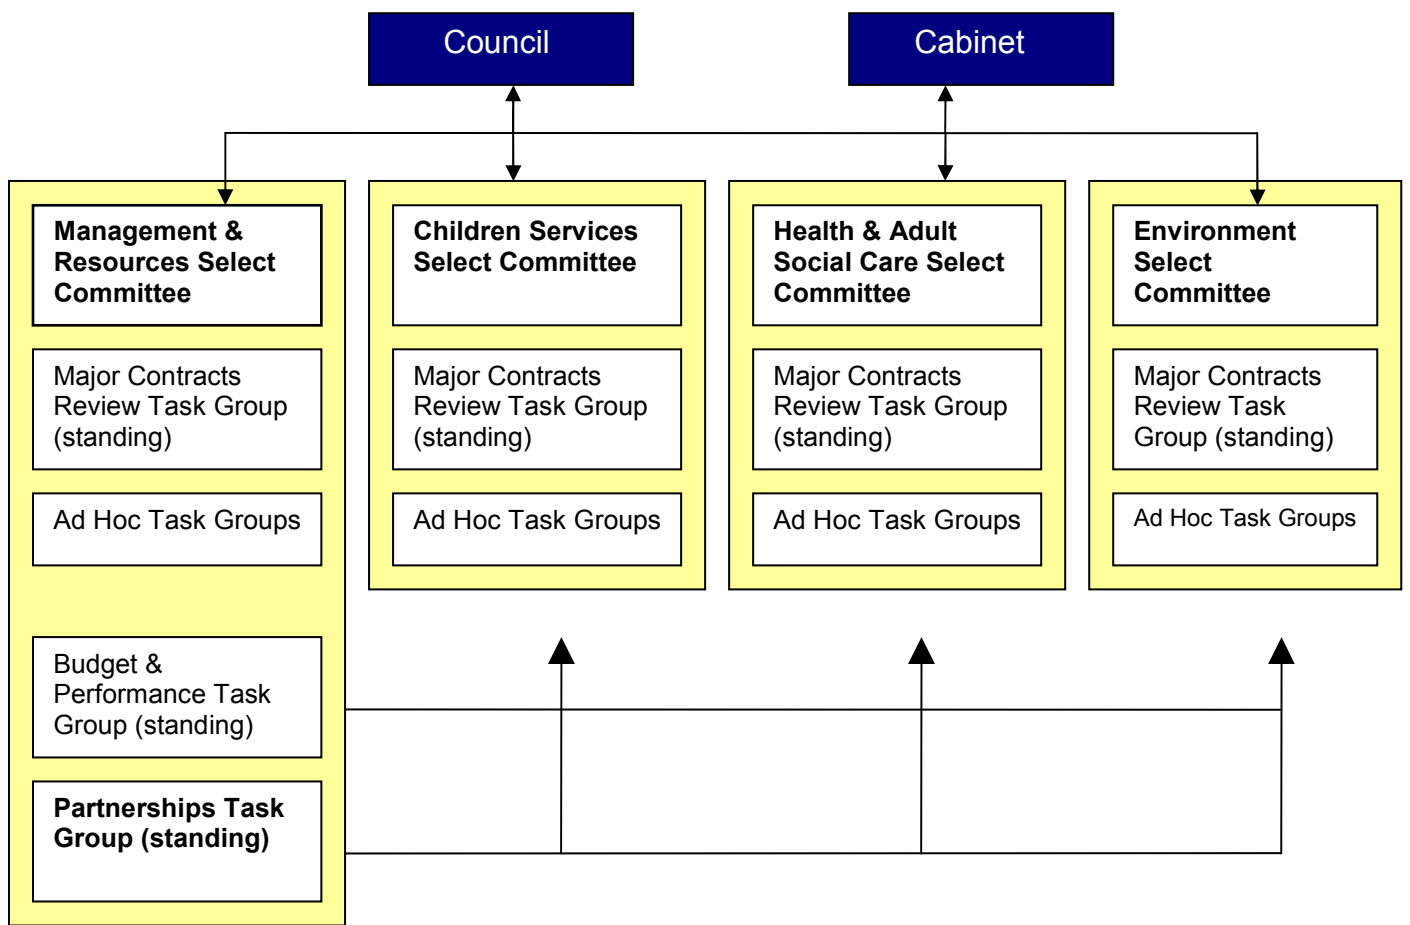 Council
Cabinet
Management &
Resources Select
Committee
Children Services
Select Committee
Health & Adult
Social Care Select
Committee
Environment
Select
Committee
Major Contracts
Review Task Group
(standing)
Major Contracts
Review Task Group
(standing)
Major Contracts
Review Task Group
(standing)
Major Contracts
Review Task
Group (standing)
Ad Hoc Task Groups
Ad Hoc Task Groups
Ad Hoc Task Groups
Ad Hoc Task Groups
Budget &
Performance Task
Group (standing)
Partnerships Task
Group (standing)